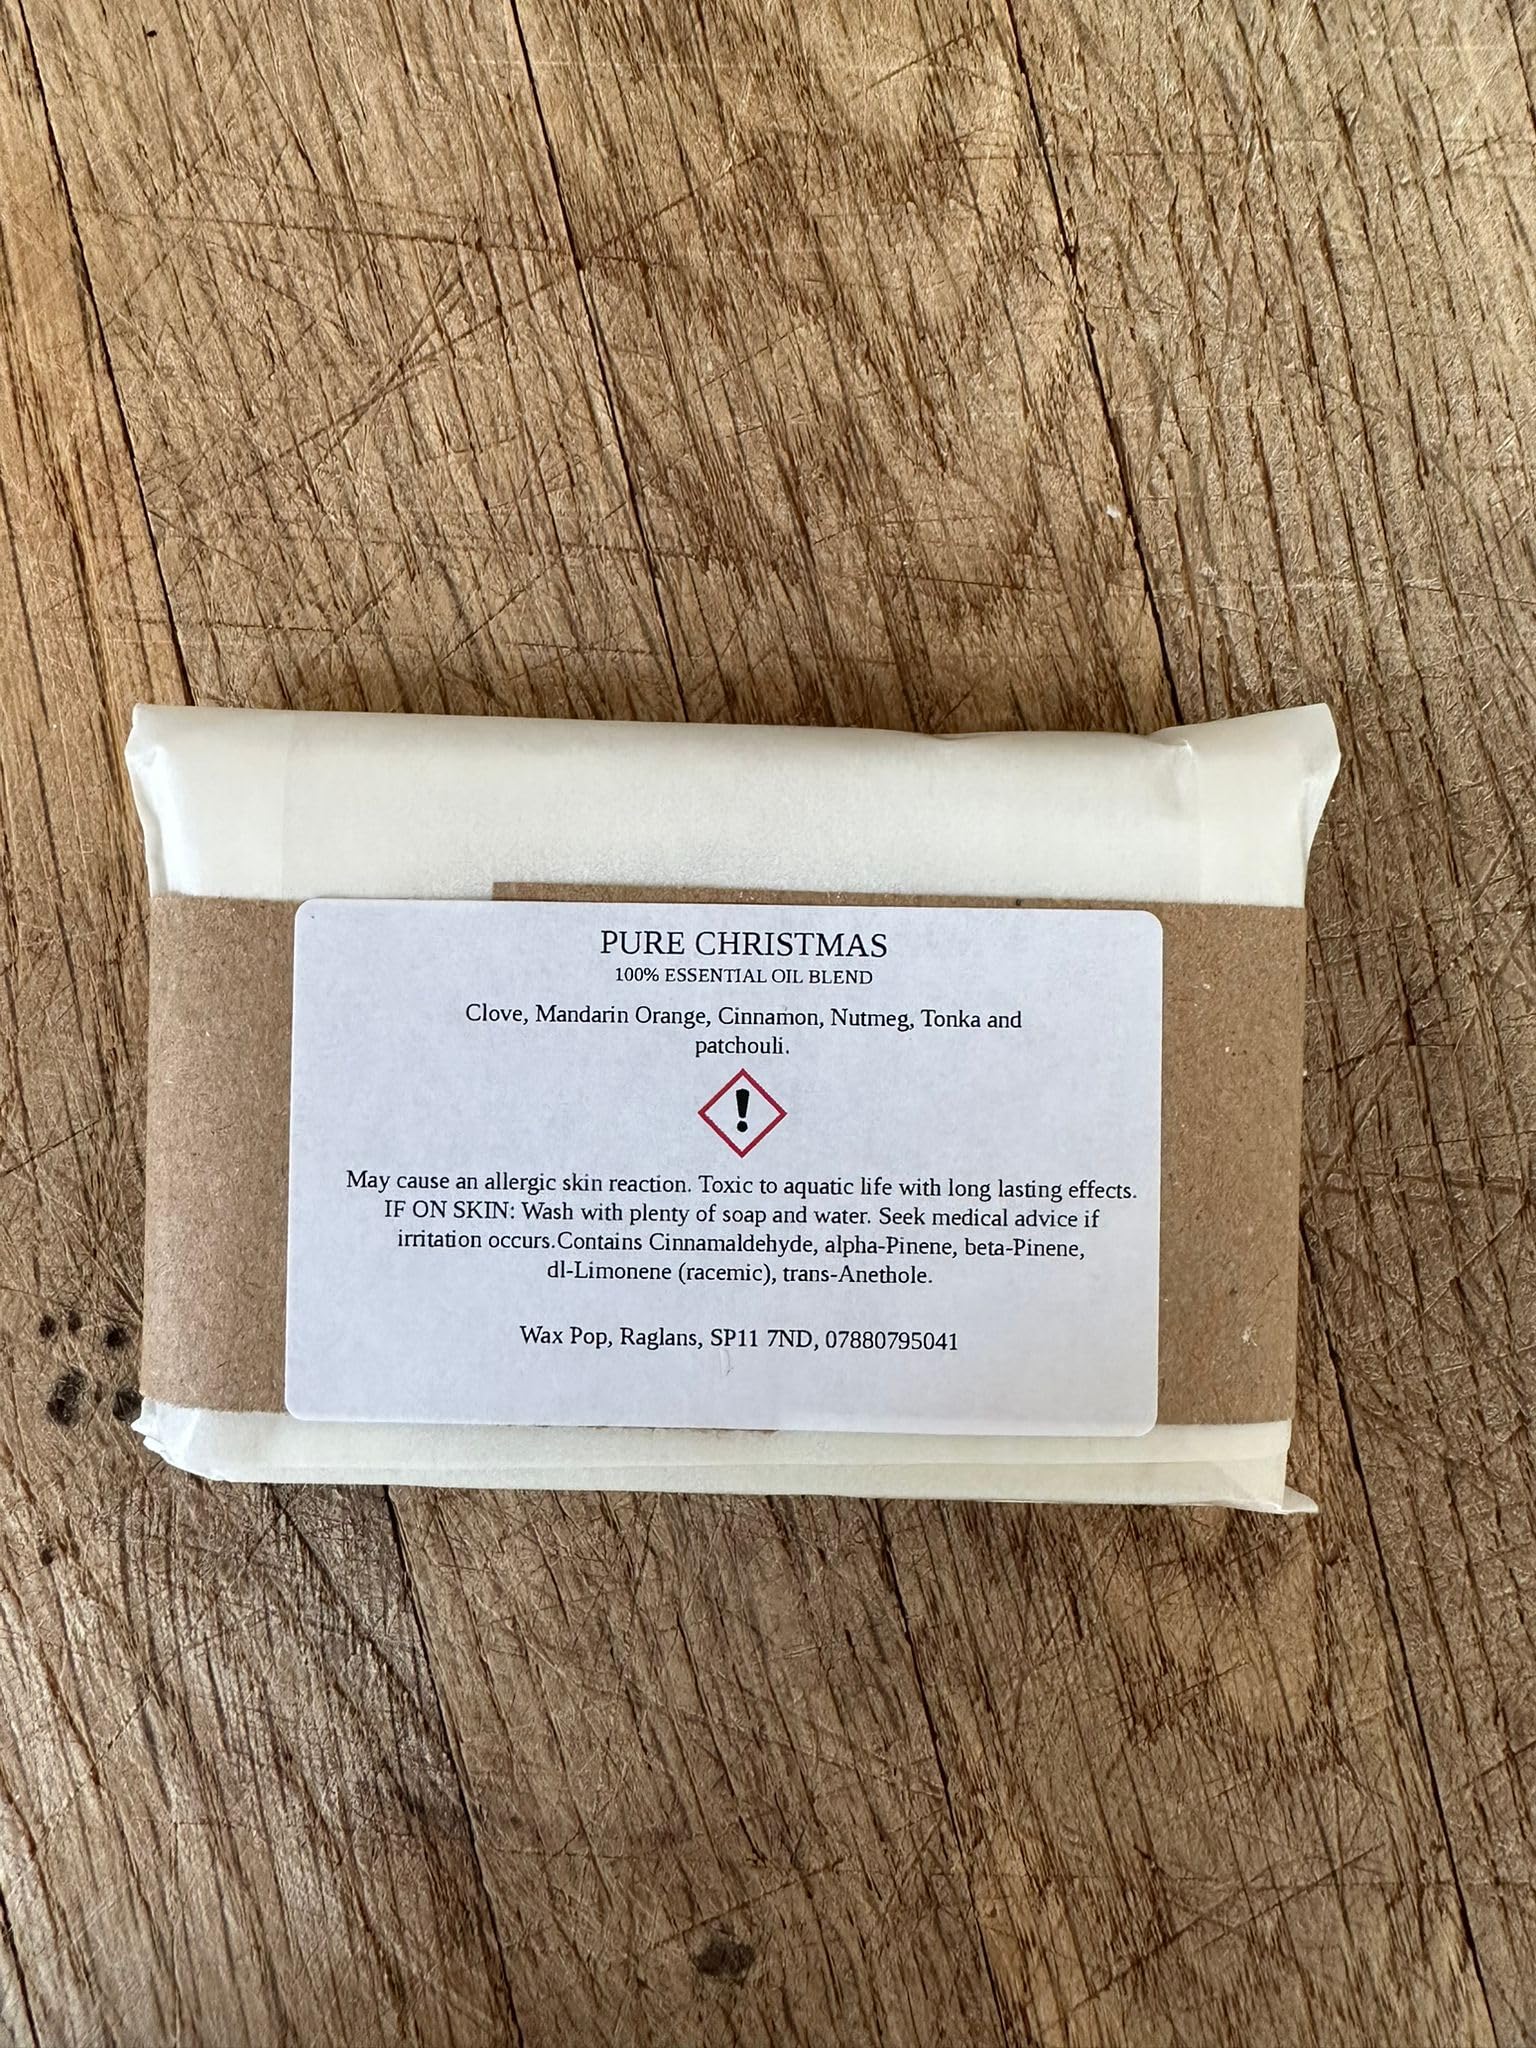 PURE CHRISTMAS
100% ESSENTIAL OIL BLEND
Clove, Mandarin Orange, Cinnamon, Nutmeg, Tonka and
patchouli.
!
May cause an allergic skin reaction. Toxic to aquatic life with long lasting effects.
IF ON SKIN: Wash with plenty of soap and water. Seek medical advice if
irritation occurs.Contains Cinnamaldehyde, alpha-Pinene, beta-Pinene,
dl-Limonene (racemic), trans-Anethole.
Wax Pop, Raglans, SP11 7ND, 07880795041